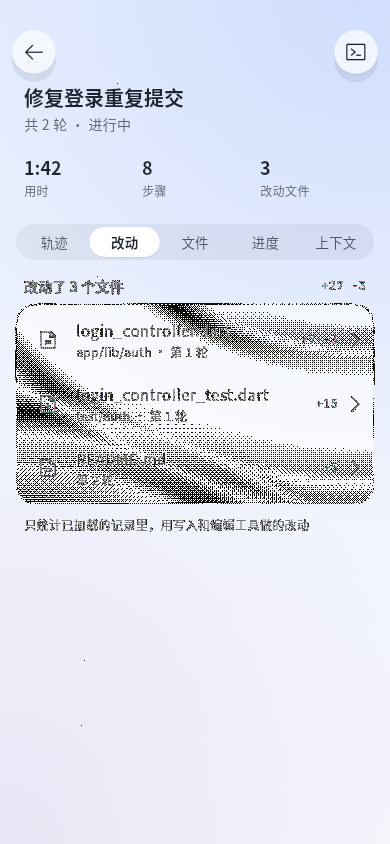 修复登录重复提交
共 2 轮 · 进行中
1:42
用时
8
步骤
3
改动文件
轨迹
改动
文件
进度
上下文
改动了 3 个文件
+27 -3
login_controller
app/lib/auth · 第 1 轮
login_controller_test.dart
第 1 轮
+15
只统计已加载的记录里，用写入和编辑工具做的改动